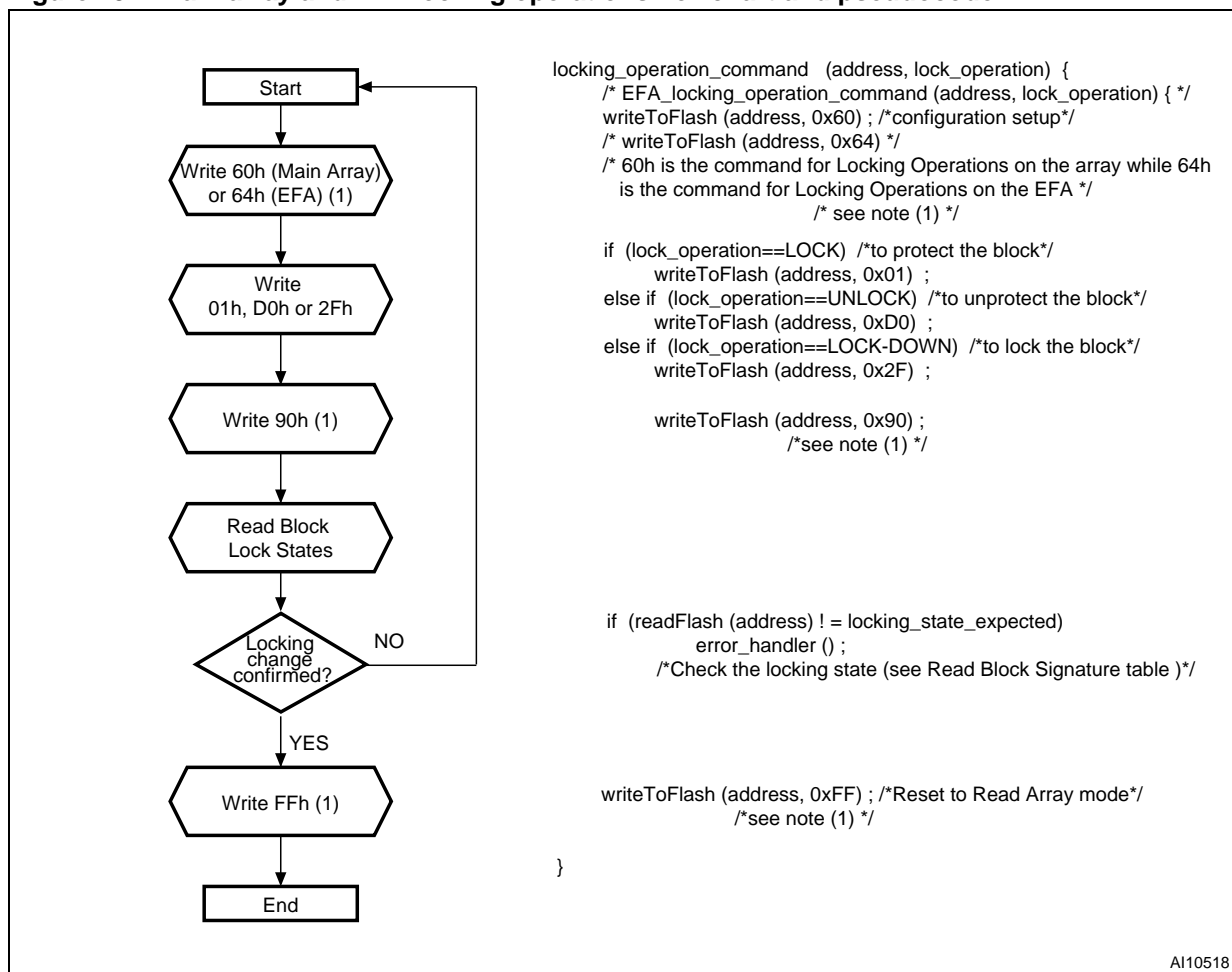 Start
Write 60h (Main Array)
or 64h (EFA) (1)
Write
01h, D0h or 2Fh
Write 90h (1)
Read Block
Lock States
Locking
change
confirmed?
NO
YES
Write FFh (1)
End
locking_operation_command (address, lock_operation) {
/* EFA_locking_operation_command (address, lock_operation) { */
writeToFlash (address, 0x60) ; /*configuration setup*/
/* writeToFlash (address, 0x64) */
/* 60h is the command for Locking Operations on the array while 64h
is the command for Locking Operations on the EFA */
/* see note (1) */
if (lock_operation==LOCK) /*to protect the block*/
writeToFlash (address, 0x01) ;
else if (lock_operation==UNLOCK) /*to unprotect the block*/
writeToFlash (address, 0xD0) ;
else if (lock_operation==LOCK-DOWN) /*to lock the block*/
writeToFlash (address, 0x2F) ;
writeToFlash (address, 0x90) ;
/*see note (1) */
if (readFlash (address) ! = locking_state_expected)
error_handler () ;
/*Check the locking state (see Read Block Signature table )*/
writeToFlash (address, 0xFF) ; /*Reset to Read Array mode*/
/*see note (1) */
}
AI10518